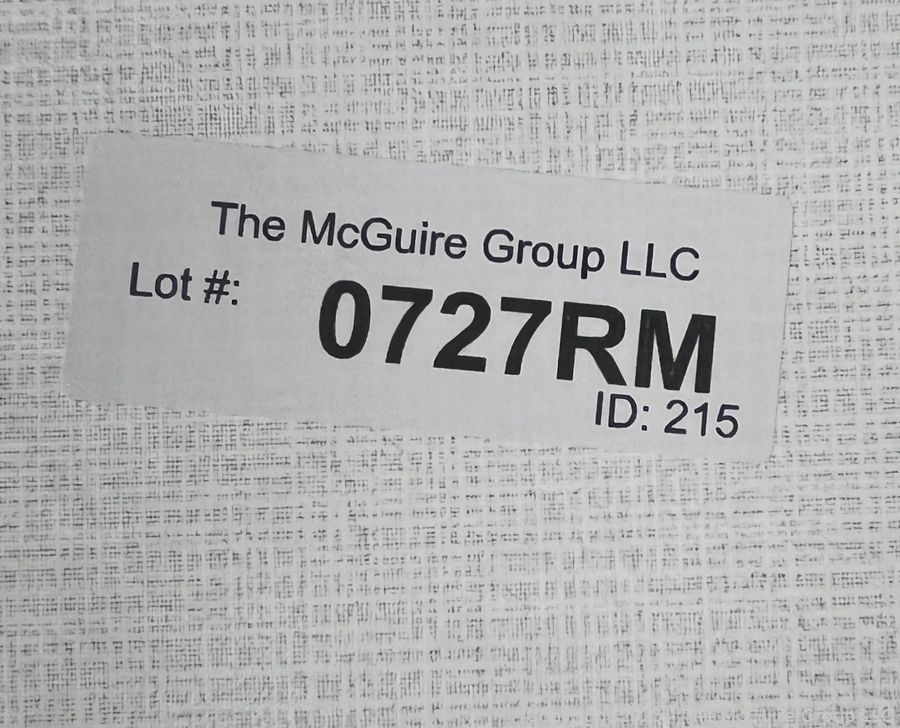 The McGuire Group LLC
Lot #: 0727RM
ID: 215